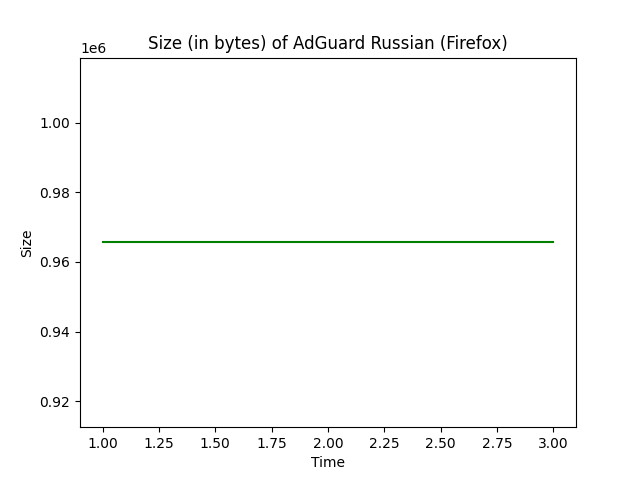 Size (in bytes) of AdGuard Russian (Firefox)
1e6
1.00
0.98
0.96
0.94
0.92
Size
1.00 1.25 1.50 1.75 2.00 2.25 2.50 2.75 3.00
Time